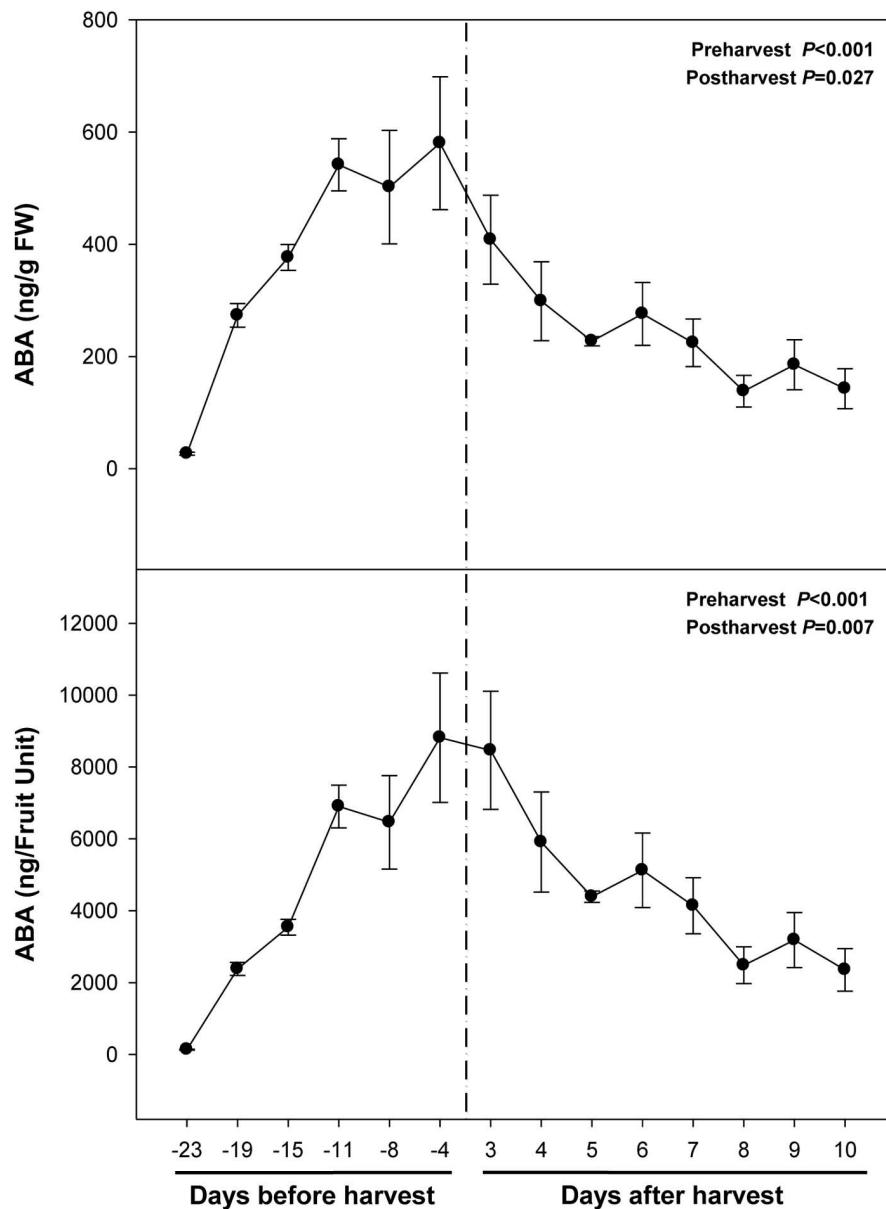 800
600
400
200
0
ABA (ng/g FW)
Preharvest P<0.001
Postharvest P=0.027
12000
10000
8000
6000
4000
2000
0
ABA (ng/Fruit Unit)
Preharvest P<0.001
Postharvest P=0.007
-23 -19 -15 -11 -8 -4 3 4 5 6 7 8 9 10
Days before harvest Days after harvest